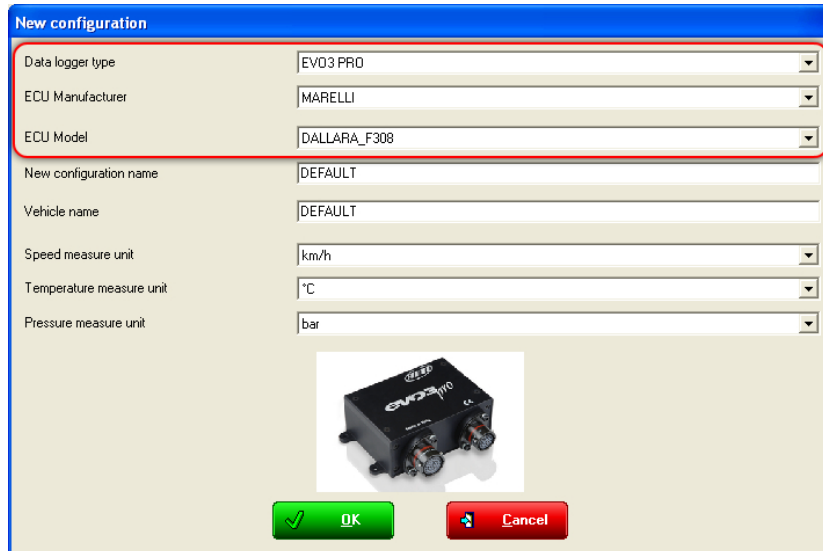 New configuration
Data logger type EVO3 PRO
ECU Manufacturer MARELLI
ECU Model DALLARA_F308
New configuration name DEFAULT
Vehicle name DEFAULT
Speed measure unit km/h
Temperature measure unit °C
Pressure measure unit bar
evo3pro
OK Cancel